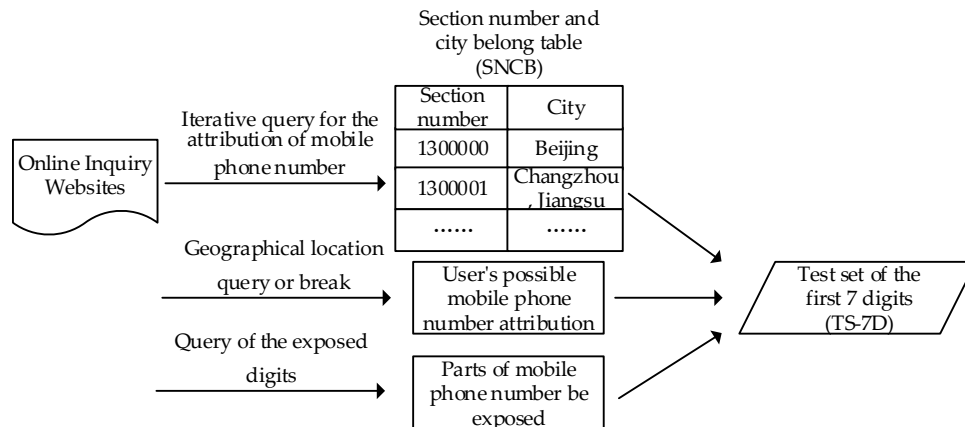 Section number and
city belong table
(SNCB)
Section
number
City
Iterative query for the
attribution of mobile
phone number
1300000
Beijing
Online Inquiry
Websites
1300001
Changzhou
, Jiangsu
......
......
Geographical location
query or break
User's possible
mobile phone
number attribution
Test set of the
first 7 digits
(TS-7D)
Query of the exposed
digits
Parts of mobile
phone number be
exposed